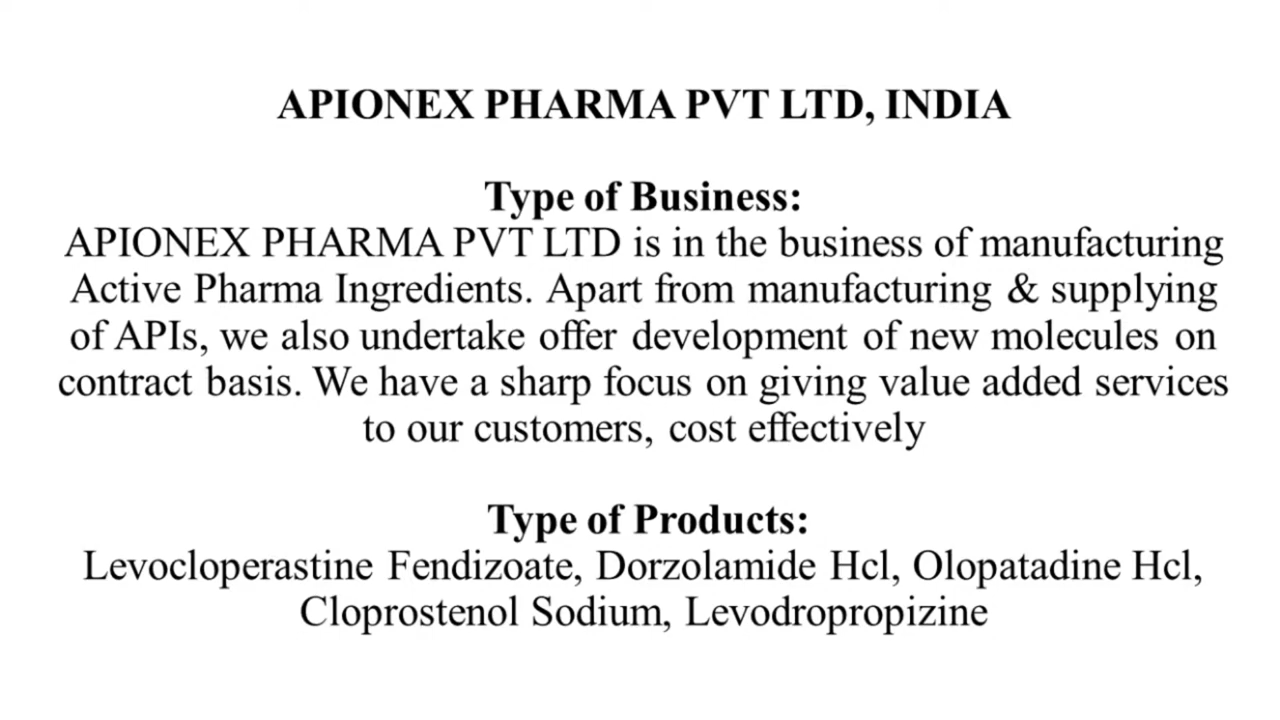 APIONEX PHARMA PVT LTD, INDIA
Type of Business:
APIONEX PHARMA PVT LTD is in the business of manufacturing
Active Pharma Ingredients. Apart from manufacturing & supplying
of APIs, we also undertake offer development of new molecules on
contract basis. We have a sharp focus on giving value added services
to our customers, cost effectively
Type of Products:
Levocloperastine Fendizoate, Dorzolamide Hcl, Olopatadine Hcl,
Cloprostenol Sodium, Levodropropizine